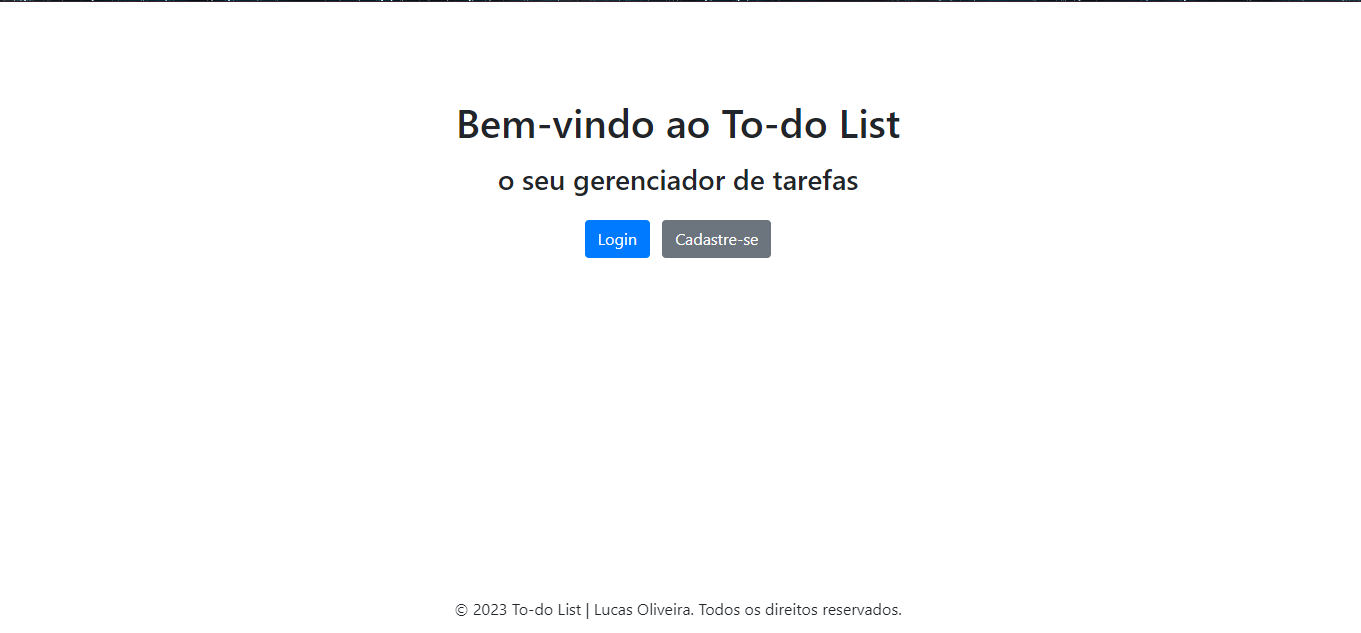 Bem-vindo ao To-do List
o seu gerenciador de tarefas
Login Cadastre-se
© 2023 To-do List | Lucas Oliveira. Todos os direitos reservados.